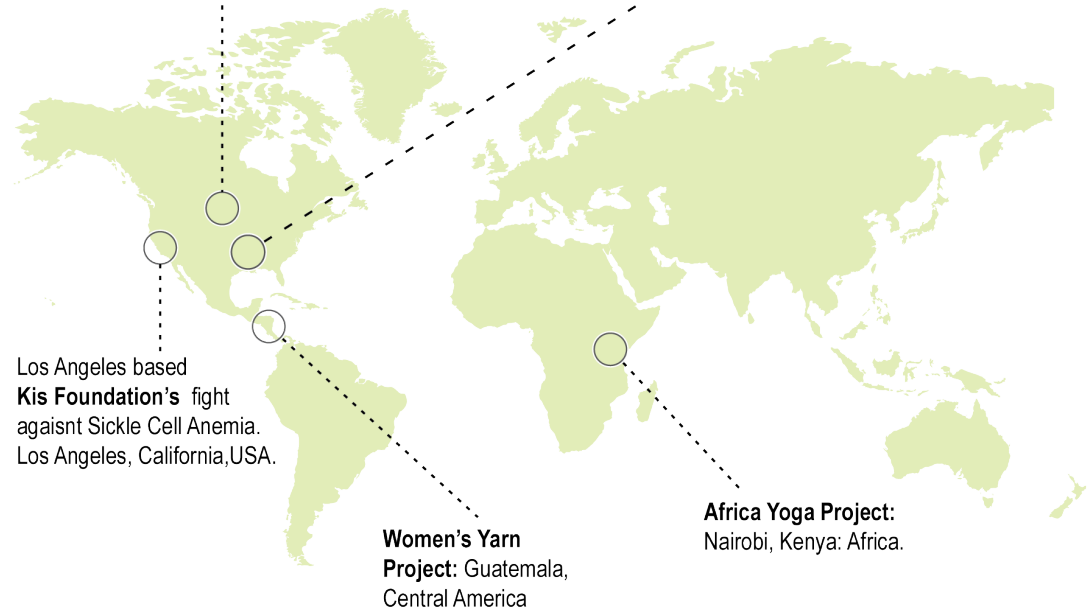 Los Angeles based
Kis Foundation’s fight
agaisnt Sickle Cell Anemia.
Los Angeles, California,USA.
Women’s Yarn
Project: Guatemala,
Central America
Africa Yoga Project:
Nairobi, Kenya: Africa.